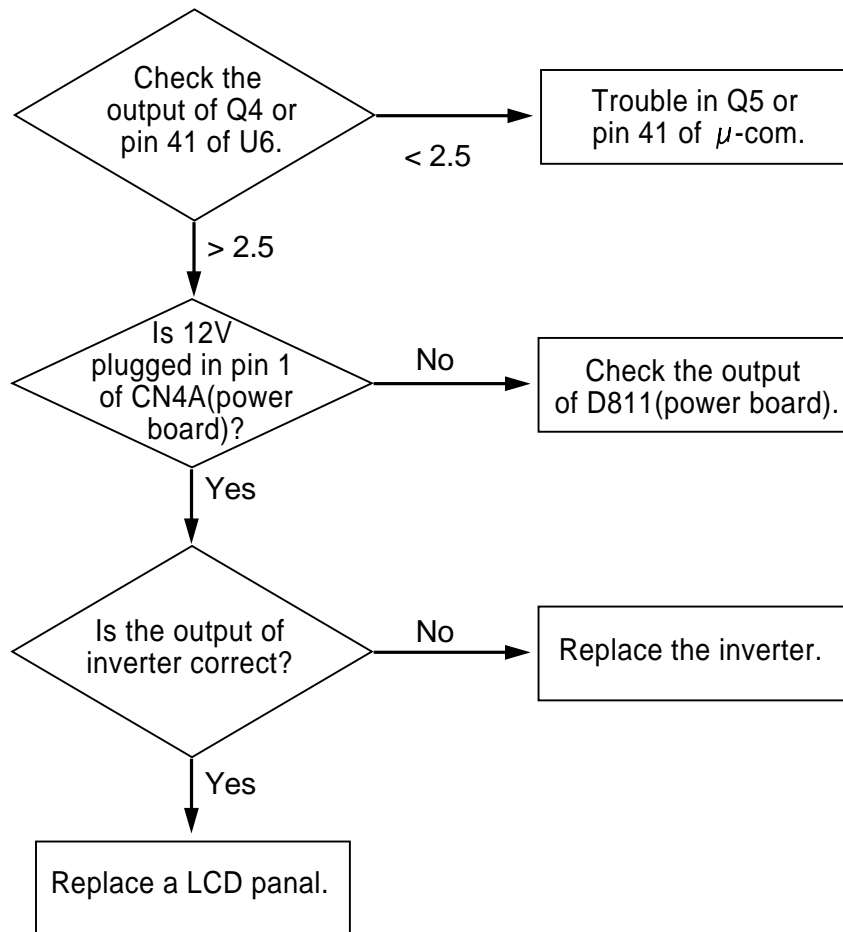 Check the
output of Q4 or
pin 41 of U6.
Trouble in Q5 or
pin 41 of μ-com.
< 2.5
> 2.5
Is 12V
plugged in pin 1
of CN4A(power
board)?
No
Check the output
of D811(power board).
Yes
Is the output of
inverter correct?
No
Replace the inverter.
Yes
Replace a LCD panal.